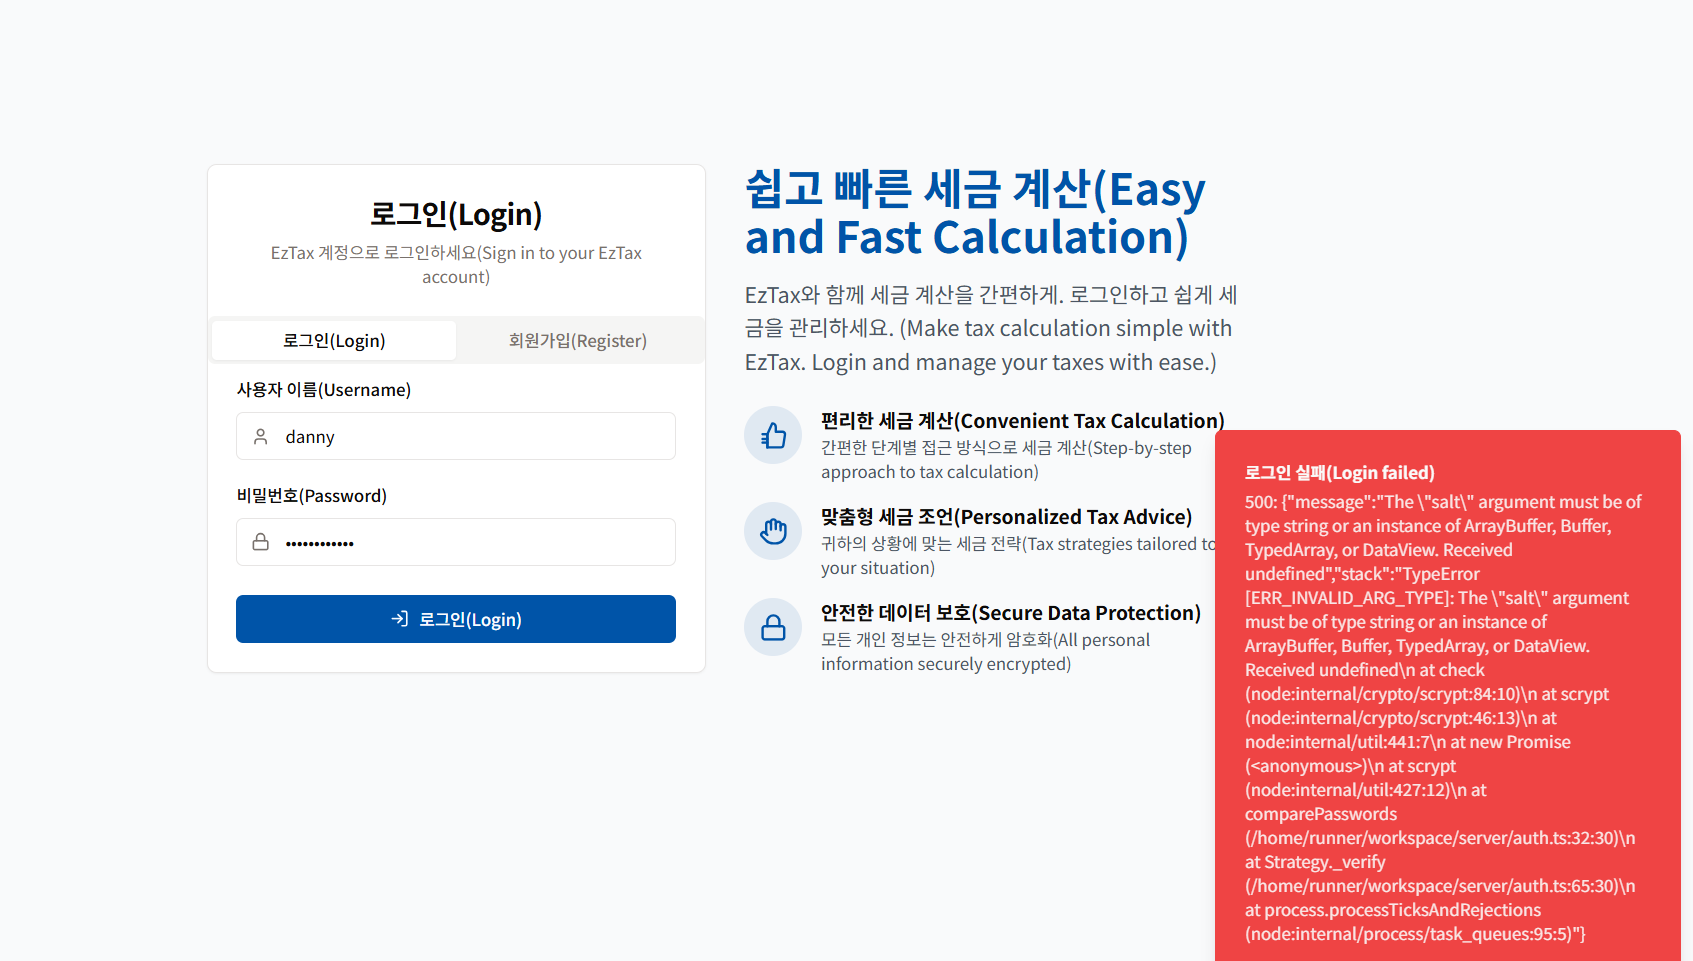 로그인(Login)
EzTax 계정으로 로그인하세요(Sign in to your EzTax
account)
로그인(Login)
회원가입(Register)
사용자 이름(Username)
danny
비밀번호(Password)
••••••••••••
로그인(Login)
쉽고 빠른 세금 계산(Easy
and Fast Calculation)
EzTax와 함께 세금 계산을 간편하게. 로그인하고 쉽게 세
금을 관리하세요. (Make tax calculation simple with
EzTax. Login and manage your taxes with ease.)
편리한 세금 계산(Convenient Tax Calculation)
간편한 단계별 접근 방식으로 세금 계산(Step-by-step
approach to tax calculation)
맞춤형 세금 조언(Personalized Tax Advice)
귀하의 상황에 맞는 세금 전략(Tax strategies tailored to
your situation)
안전한 데이터 보호(Secure Data Protection)
모든 개인 정보는 안전하게 암호화(All personal
information securely encrypted)
로그인 실패(Login failed)
500: {"message":"The \"salt\" argument must be of
type string or an instance of ArrayBuffer, Buffer,
TypedArray, or DataView. Received
undefined","stack":"TypeError
[ERR_INVALID_ARG_TYPE]: The \"salt\" argument
must be of type string or an instance of
ArrayBuffer, Buffer, TypedArray, or DataView.
Received undefined\n at check
(node:internal/crypto/scrypt:84:10)\n at scrypt
(node:internal/crypto/scrypt:46:13)\n at
node:internal/util:441:7\n at new Promise
(<anonymous>)\n at scrypt
(node:internal/util:427:12)\n at
comparePasswords
(/home/runner/workspace/server/auth.ts:32:30)\n
at Strategy._verify
(/home/runner/workspace/server/auth.ts:65:30)\n
at process.processTicksAndRejections
(node:internal/process/task_queues:95:5)"}